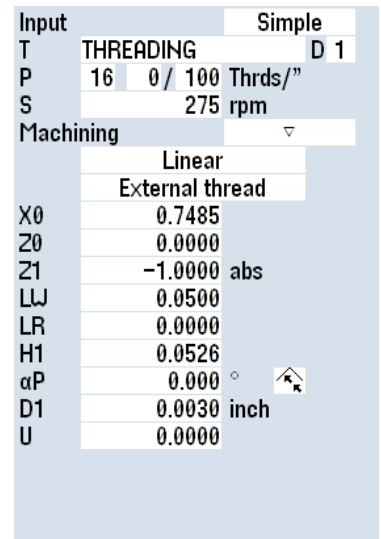 Input Simple
T THREADING D 1
P 16 0/ 100 Thrds/”
S 275 rpm
Machining ▽
Linear
External thread
X0 0.7485
Z0 0.0000
Z1 -1.0000 abs
LW 0.0500
LR 0.0000
H1 0.0526
αP 0.000 °
D1 0.0030 inch
U 0.0000